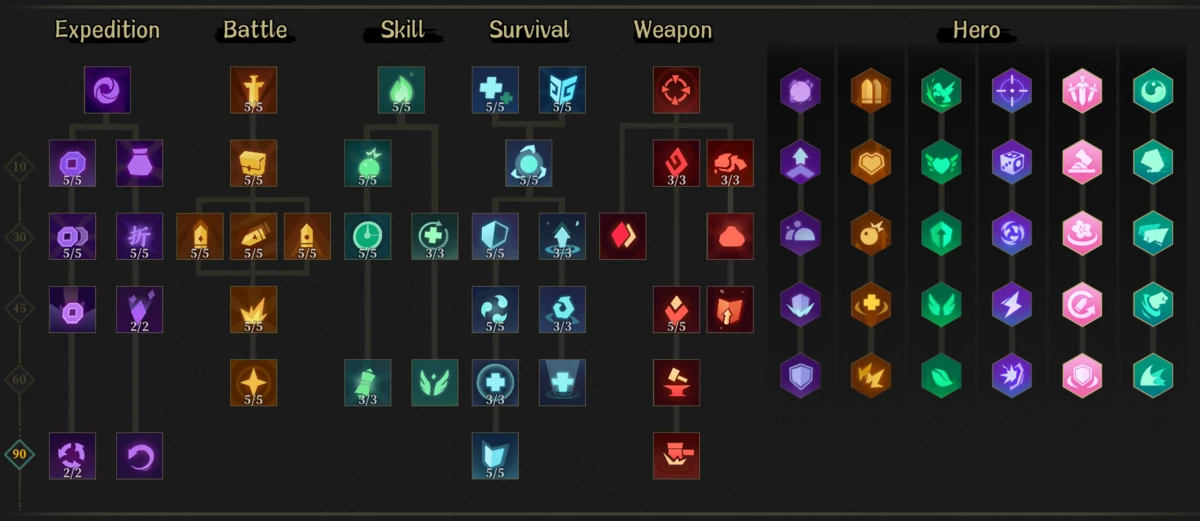 Expedition Battle Skill Survival Weapon Hero
5/5 5/5 5/5 5/5
10 5/5 5/5 5/5 5/5 3/3 3/3
折
30 5/5 5/5 5/5 5/5 5/5 5/5 3/3 5/5 3/3
45 2/2 5/5 5/5 3/3 5/5
60 5/5 3/3 3/3
90 2/2 5/5